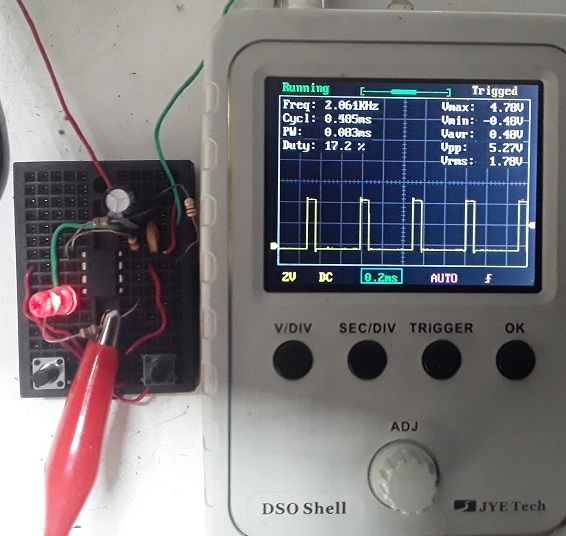 Running Trigged
Freq: 2.061KHz Vmax: 4.78V
Cycl: 0.485ms Vmin: -0.48V
PW: 0.083ms Vavr: 0.48V
Duty: 17.2 % Vpp: 5.27V
Vrms: 1.78V
2V DC 0.2ms AUTO
V/DIV SEC/DIV TRIGGER OK
ADJ
DSO Shell JYE Tech